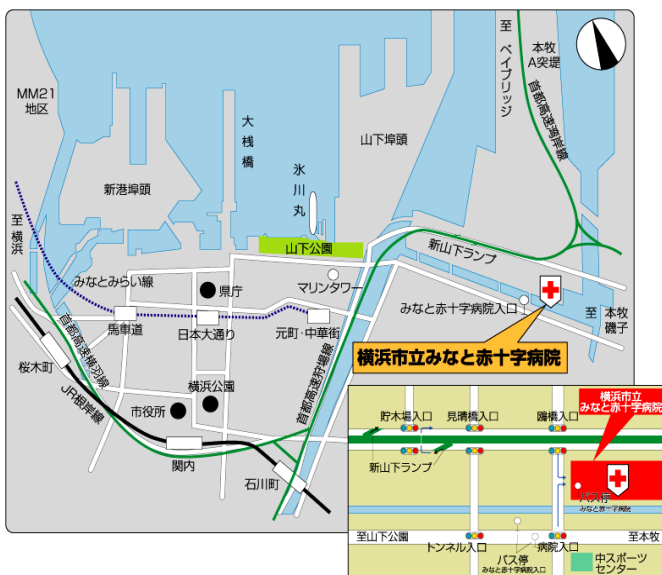 MM21
地区
新港埠頭
大桟橋
氷川丸
山下埠頭
至ベイブリッジ
本牧
A突堤
首都高速湾岸線
至横浜
山下公園
新山下ランプ
みなとみらい線
県庁
マリンタワー
みなと赤十字病院入口
至
本牧
磯子
馬車道
日本大通り
元町・中華街
首都高速横羽線
首都高速狩場線
横浜市立みなと赤十字病院
桜木町
JR根岸線
市役所
横浜公園
関内
石川町
貯木場入口
見晴橋入口
鷗橋入口
横浜市立
みなと赤十字病院
新山下ランプ
バス停
みなと赤十字病院
至山下公園
至本牧
トンネル入口
バス停
みなと赤十字病院入口
病院入口
中スポーツ
センター